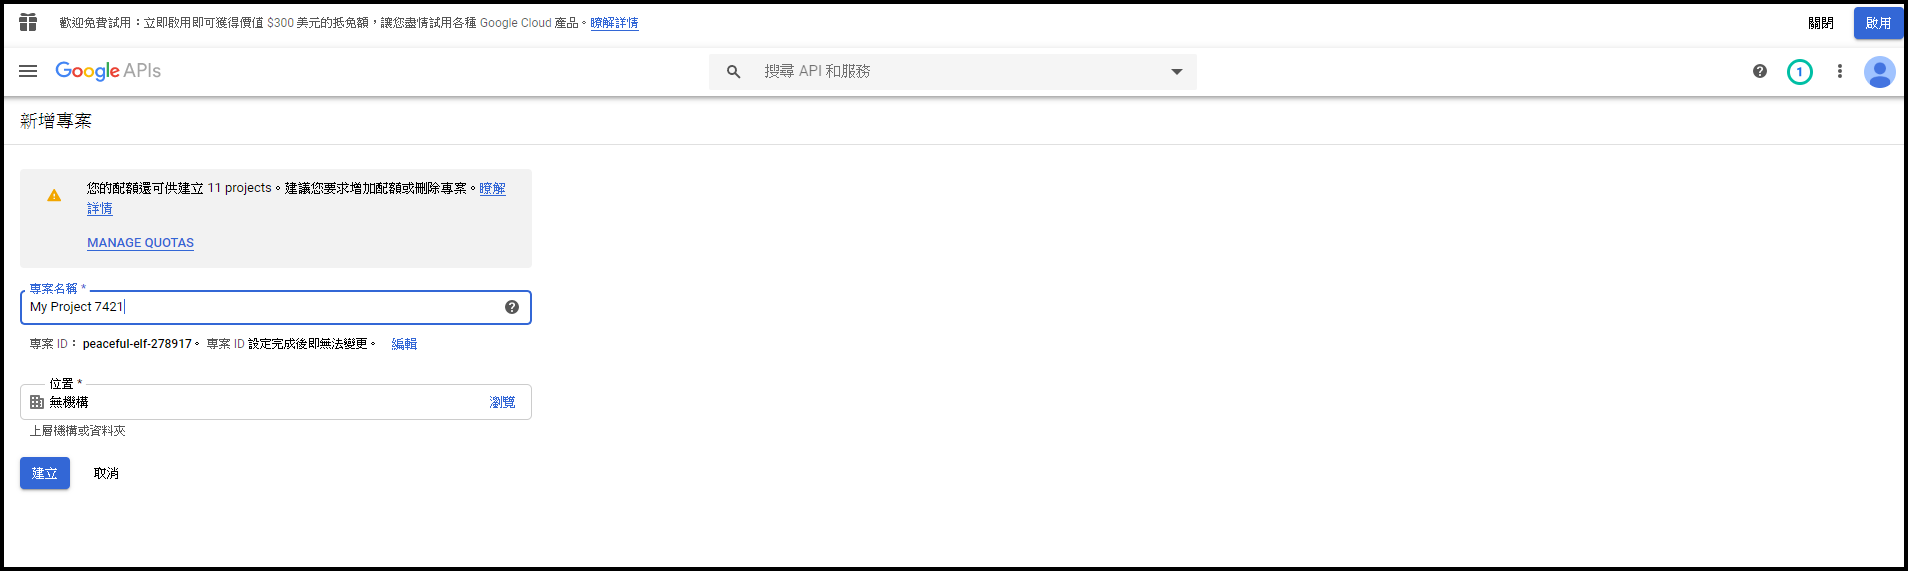 歡迎免費試用：立即啟用即可獲得價值 $300 美元的抵免額，讓您盡情試用各種 Google Cloud 產品。瞭解詳情
關閉
啟用
Google APIs
搜尋 API 和服務
1
新增專案
您的配額還可供建立 11 projects。建議您要求增加配額或刪除專案。瞭解
詳情
MANAGE QUOTAS
專案名稱 *
My Project 7421
專案 ID： peaceful-elf-278917。 專案 ID 設定完成後即無法變更。 編輯
位置 *
無機構
瀏覽
上層機構或資料夾
建立
取消